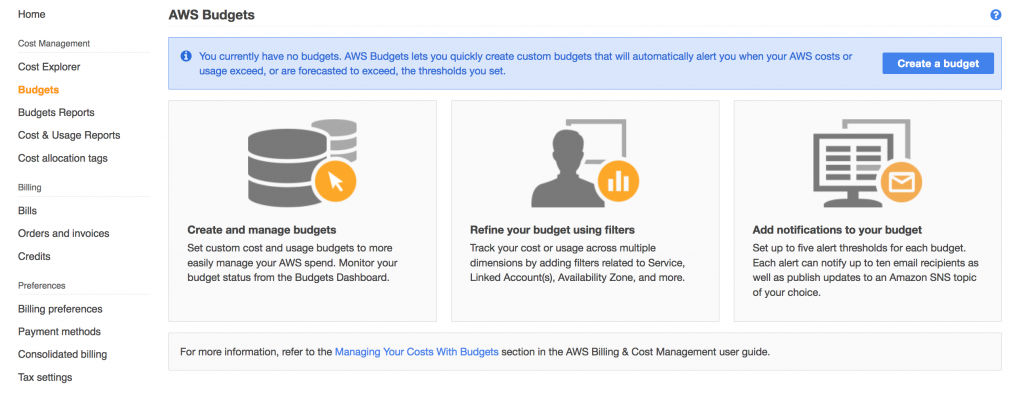 Home
Cost Management
Cost Explorer
Budgets
Budgets Reports
Cost & Usage Reports
Cost allocation tags
Billing
Bills
Orders and invoices
Credits
Preferences
Billing preferences
Payment methods
Consolidated billing
Tax settings
AWS Budgets
?
You currently have no budgets. AWS Budgets lets you quickly create custom budgets that will automatically alert you when your AWS costs or
usage exceed, or are forecasted to exceed, the thresholds you set.
Create a budget
Create and manage budgets
Set custom cost and usage budgets to more
easily manage your AWS spend. Monitor your
budget status from the Budgets Dashboard.
Refine your budget using filters
Track your cost or usage across multiple
dimensions by adding filters related to Service,
Linked Account(s), Availability Zone, and more.
Add notifications to your budget
Set up to five alert thresholds for each budget.
Each alert can notify up to ten email recipients as
well as publish updates to an Amazon SNS topic
of your choice.
For more information, refer to the Managing Your Costs With Budgets section in the AWS Billing & Cost Management user guide.